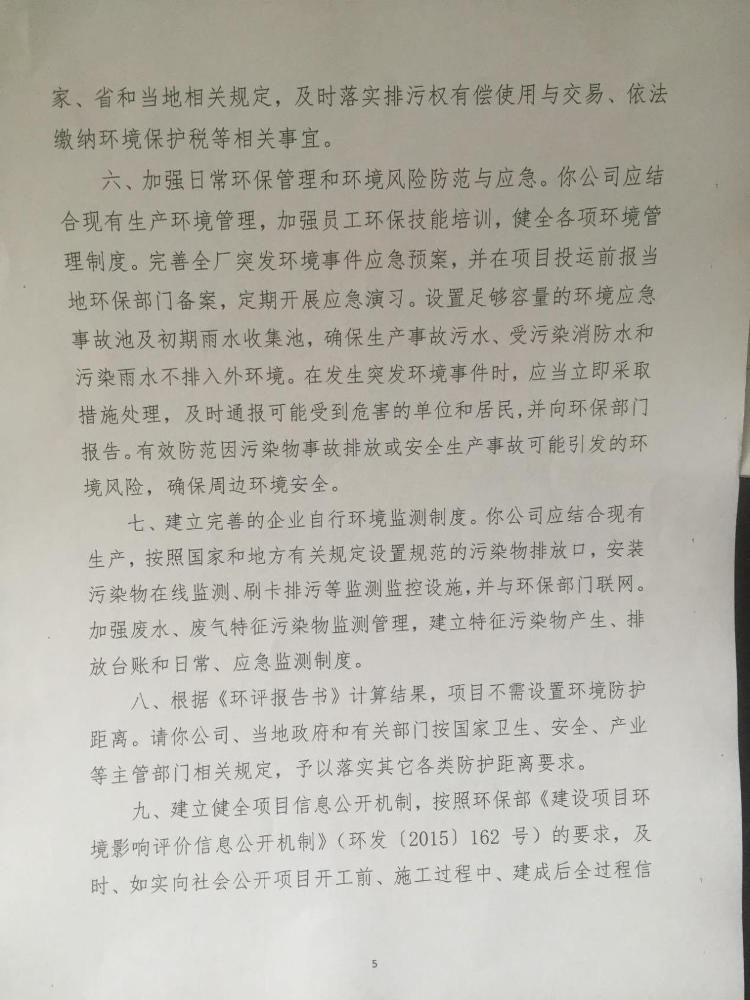 家、省和当地相关规定，及时落实排污权有偿使用与交易、依法
缴纳环境保护税等相关事宜。
六、加强日常环保管理和环境风险防范与应急。你公司应结
合现有生产环境管理，加强员工环保技能培训，健全各项环境管
理制度。完善全厂突发环境事件应急预案，并在项目投运前报当
地环保部门备案，定期开展应急演习。设置足够容量的环境应急
事故池及初期雨水收集池，确保生产事故污水、受污染消防水和
污染雨水不排入外环境。在发生突发环境事件时，应当立即采取
措施处理，及时通报可能受到危害的单位和居民,并向环保部门
报告。有效防范因污染物事故排放或安全生产事故可能引发的环
境风险，确保周边环境安全。
七、建立完善的企业自行环境监测制度。你公司应结合现有
生产，按照国家和地方有关规定设置规范的污染物排放口，安装
污染物在线监测、刷卡排污等监测监控设施，并与环保部门联网。
加强废水、废气特征污染物监测管理，建立特征污染物产生、排
放台账和日常、应急监测制度。
八、根据《环评报告书》计算结果，项目不需设置环境防护
距离。请你公司、当地政府和有关部门按国家卫生、安全、产业
等主管部门相关规定，予以落实其它各类防护距离要求。
九、建立健全项目信息公开机制，按照环保部《建设项目环
境影响评价信息公开机制》（环发〔2015〕162 号）的要求，及
时、如实向社会公开项目开工前、施工过程中、建成后全过程信
5